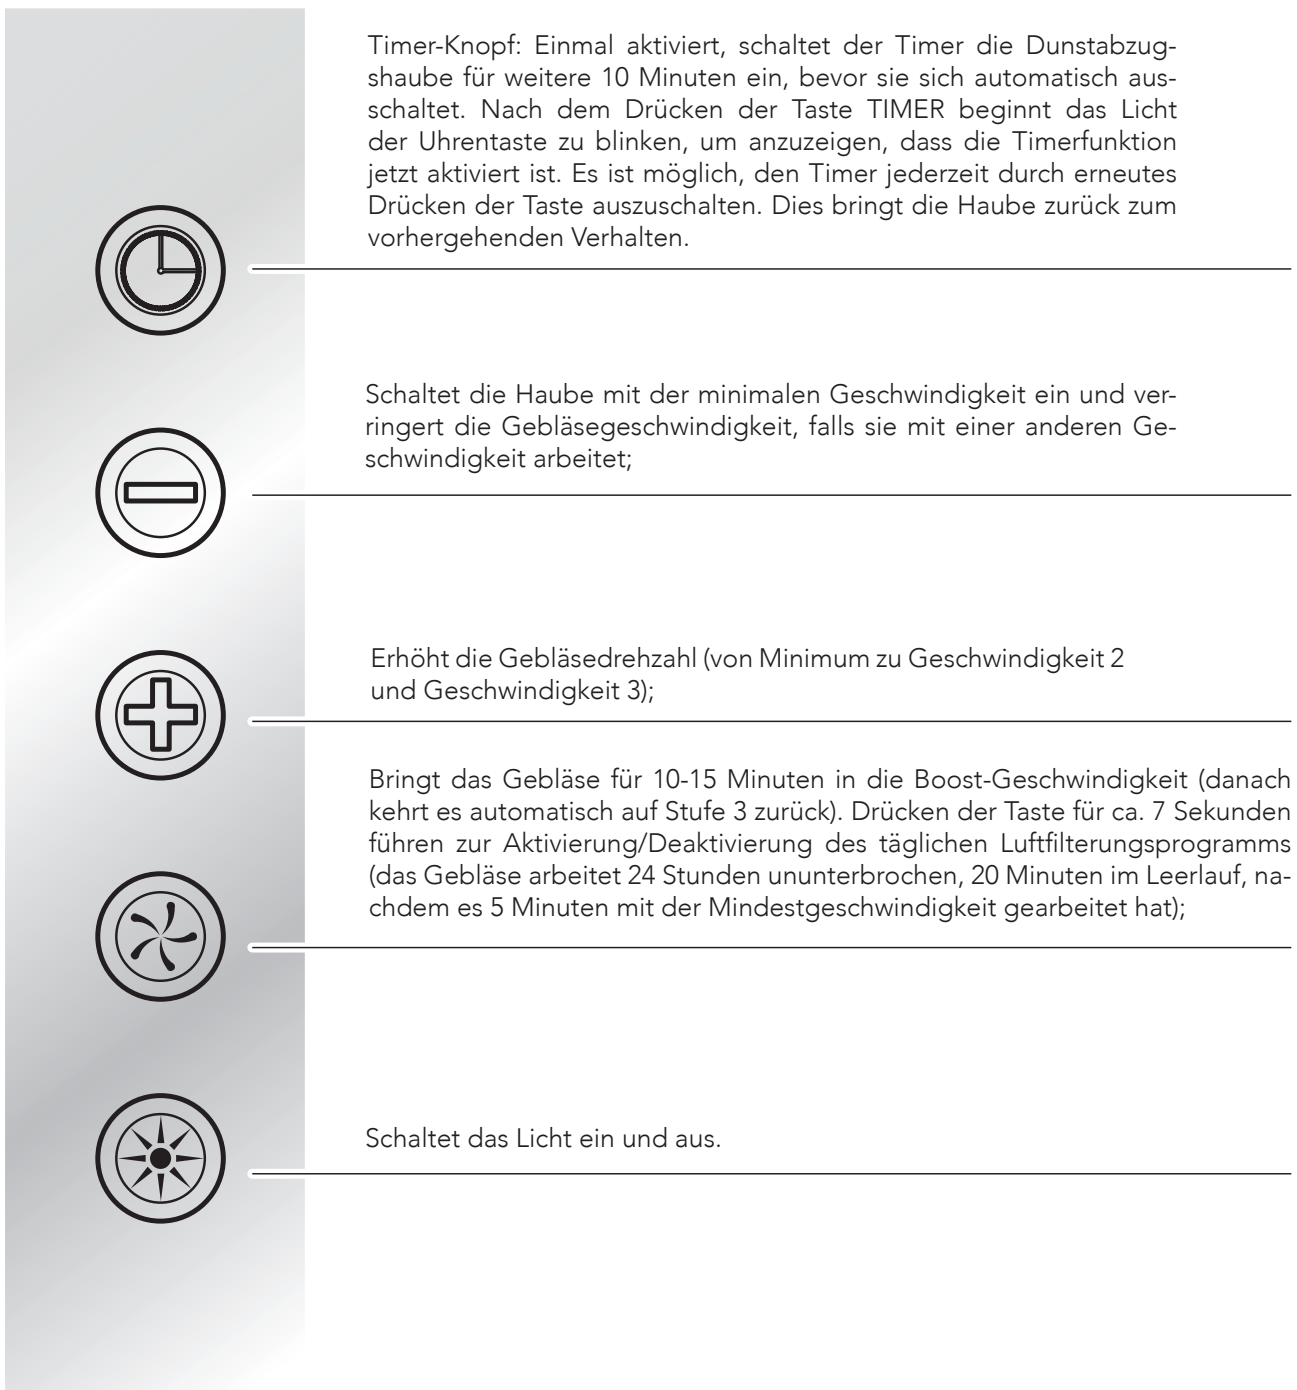 Timer-Knopf: Einmal aktiviert, schaltet der Timer die Dunstabzug-
shaube für weitere 10 Minuten ein, bevor sie sich automatisch aus-
schaltet. Nach dem Drücken der Taste TIMER beginnt das Licht
der Uhrentaste zu blinken, um anzuzeigen, dass die Timerfunktion
jetzt aktiviert ist. Es ist möglich, den Timer jederzeit durch erneutes
Drücken der Taste auszuschalten. Dies bringt die Haube zurück zum
vorhergehenden Verhalten.
Schaltet die Haube mit der minimalen Geschwindigkeit ein und ver-
ringert die Gebläsegeschwindigkeit, falls sie mit einer anderen Ge-
schwindigkeit arbeitet;
Erhöht die Gebläsedrehzahl (von Minimum zu Geschwindigkeit 2
und Geschwindigkeit 3);
Bringt das Gebläse für 10-15 Minuten in die Boost-Geschwindigkeit (danach
kehrt es automatisch auf Stufe 3 zurück). Drücken der Taste für ca. 7 Sekunden
führen zur Aktivierung/Deaktivierung des täglichen Luftfilterungsprogramms
(das Gebläse arbeitet 24 Stunden ununterbrochen, 20 Minuten im Leerlauf, na-
chdem es 5 Minuten mit der Mindestgeschwindigkeit gearbeitet hat);
Schaltet das Licht ein und aus.